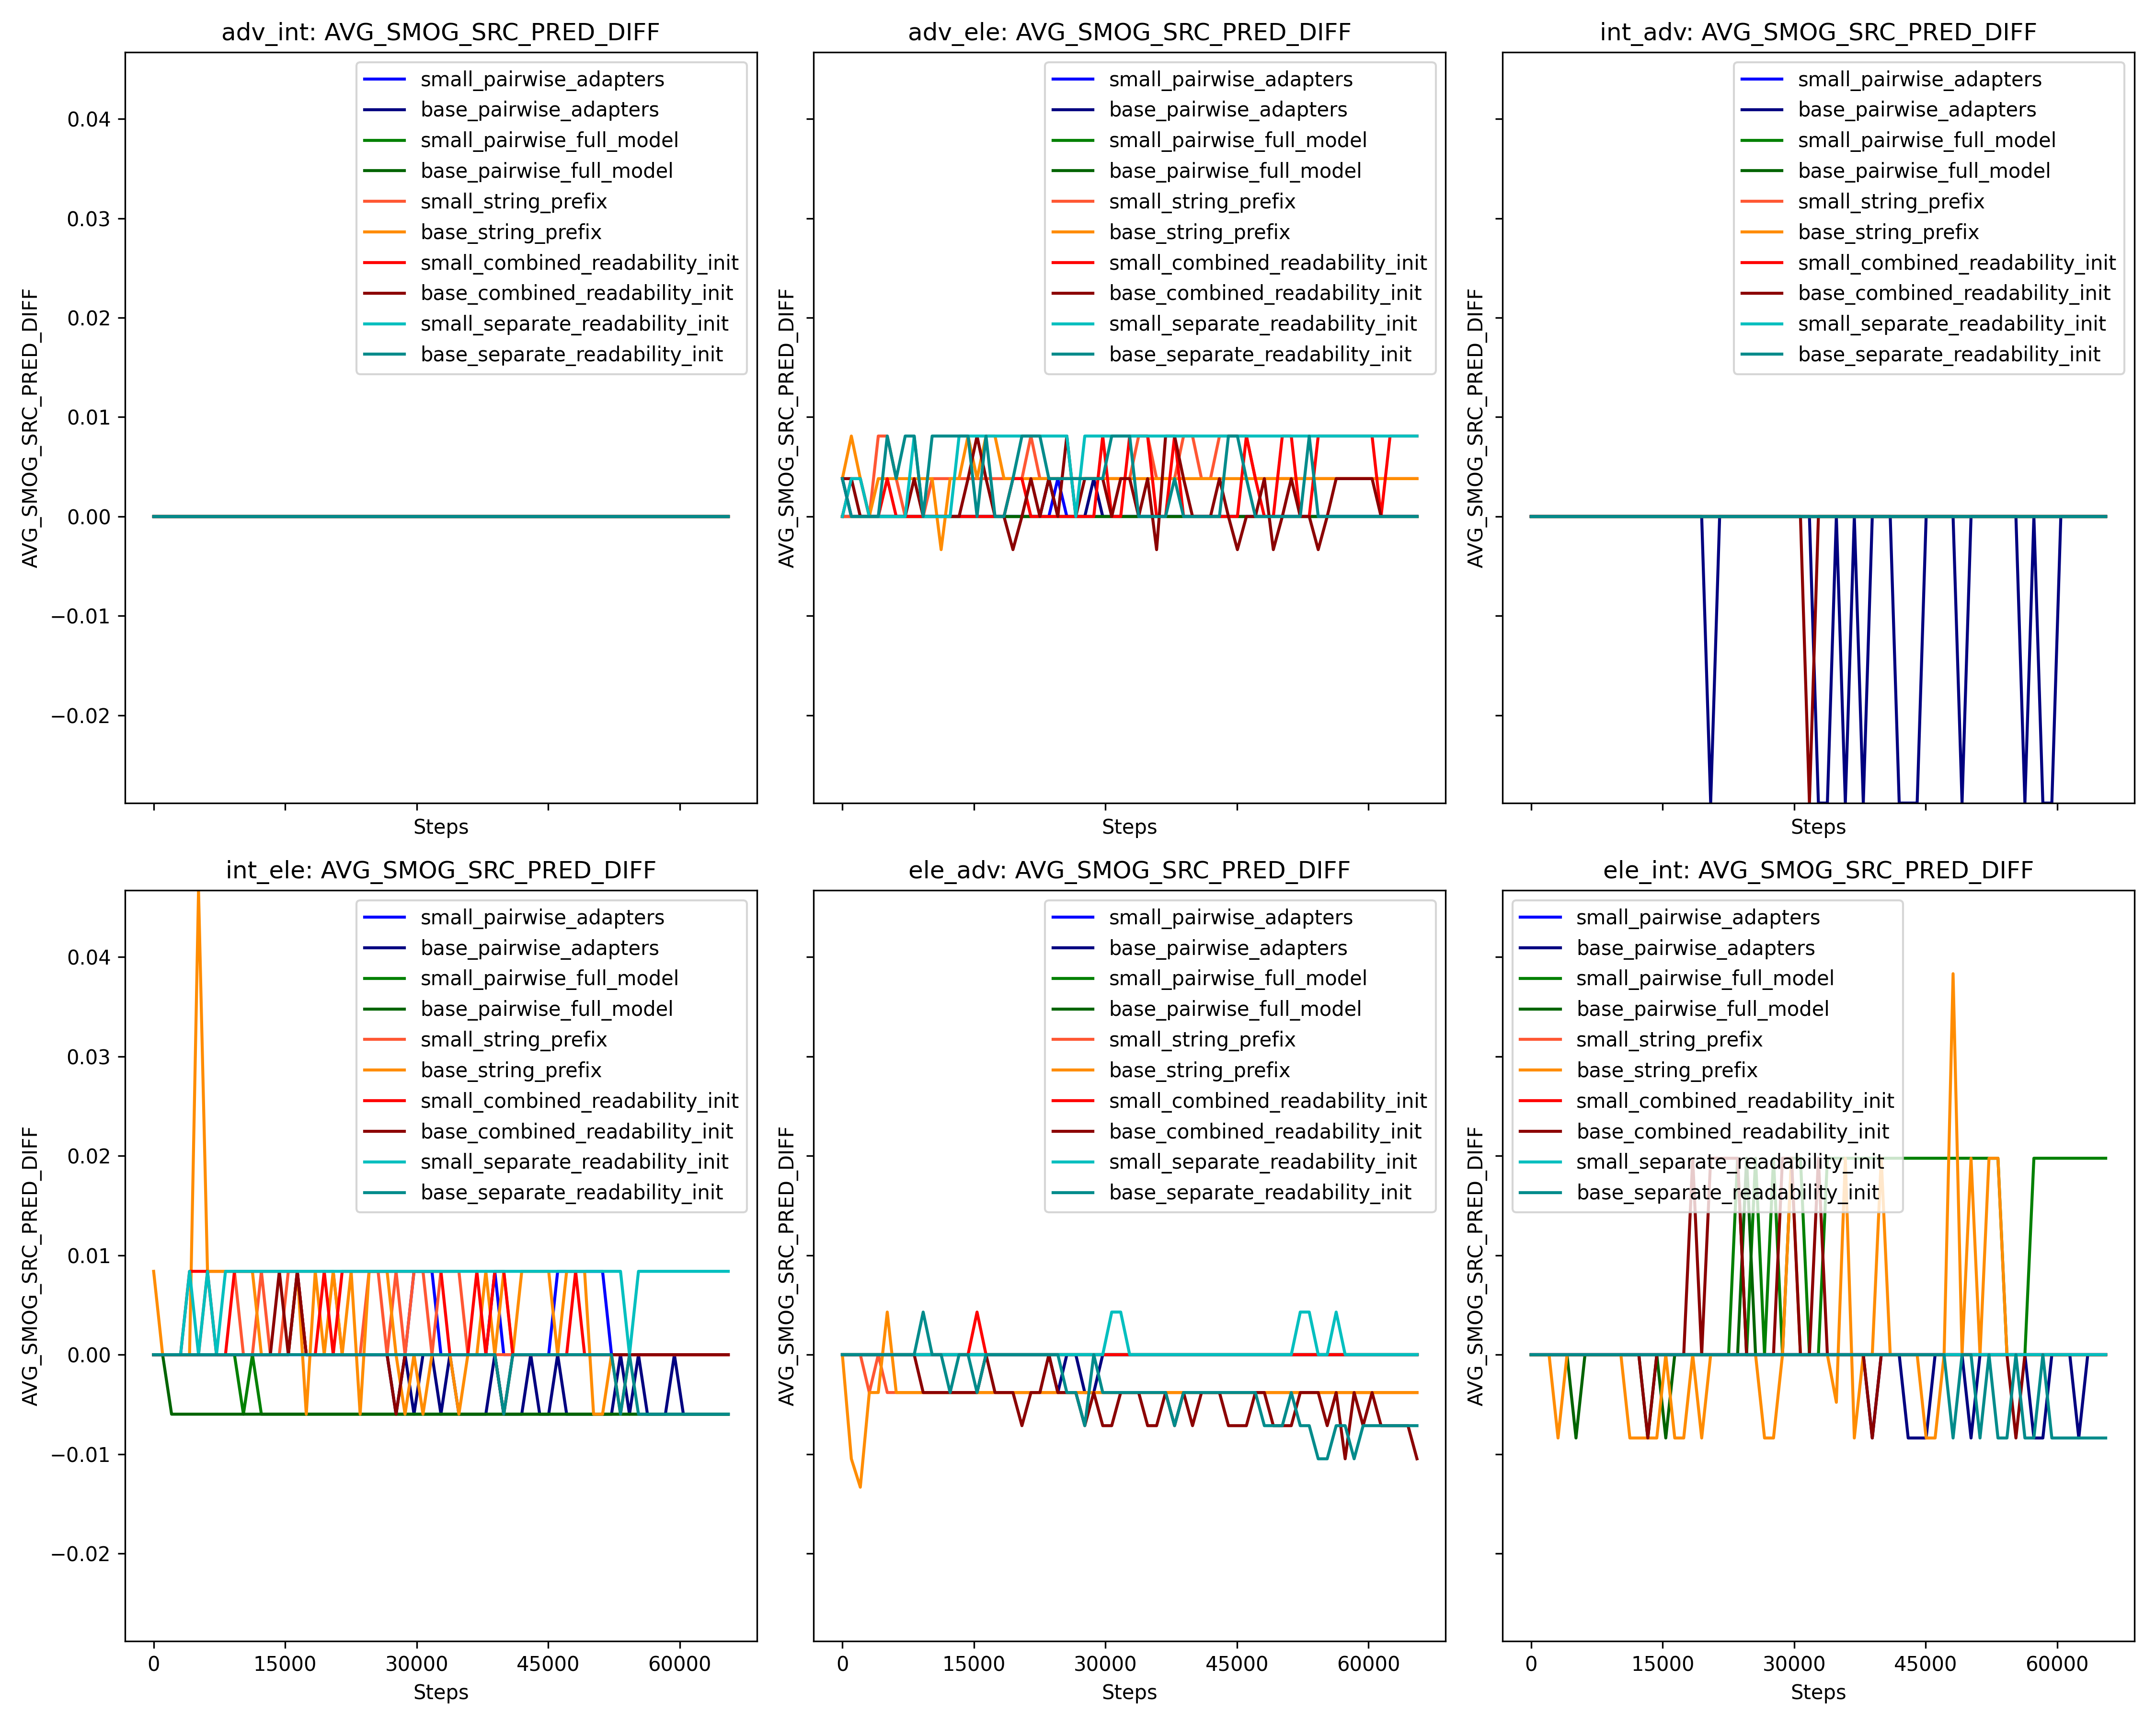 adv_int: AVG_SMOG_SRC_PRED_DIFF
AVG_SMOG_SRC_PRED_DIFF
0.04
0.03
0.02
0.01
0.00
−0.01
−0.02
small_pairwise_adapters
base_pairwise_adapters
small_pairwise_full_model
base_pairwise_full_model
small_string_prefix
base_string_prefix
small_combined_readability_init
base_combined_readability_init
small_separate_readability_init
base_separate_readability_init
Steps
adv_ele: AVG_SMOG_SRC_PRED_DIFF
AVG_SMOG_SRC_PRED_DIFF
small_pairwise_adapters
base_pairwise_adapters
small_pairwise_full_model
base_pairwise_full_model
small_string_prefix
base_string_prefix
small_combined_readability_init
base_combined_readability_init
small_separate_readability_init
base_separate_readability_init
Steps
int_adv: AVG_SMOG_SRC_PRED_DIFF
AVG_SMOG_SRC_PRED_DIFF
small_pairwise_adapters
base_pairwise_adapters
small_pairwise_full_model
base_pairwise_full_model
small_string_prefix
base_string_prefix
small_combined_readability_init
base_combined_readability_init
small_separate_readability_init
base_separate_readability_init
Steps
int_ele: AVG_SMOG_SRC_PRED_DIFF
AVG_SMOG_SRC_PRED_DIFF
0.04
0.03
0.02
0.01
0.00
−0.01
−0.02
small_pairwise_adapters
base_pairwise_adapters
small_pairwise_full_model
base_pairwise_full_model
small_string_prefix
base_string_prefix
small_combined_readability_init
base_combined_readability_init
small_separate_readability_init
base_separate_readability_init
0 15000 30000 45000 60000
Steps
ele_adv: AVG_SMOG_SRC_PRED_DIFF
AVG_SMOG_SRC_PRED_DIFF
small_pairwise_adapters
base_pairwise_adapters
small_pairwise_full_model
base_pairwise_full_model
small_string_prefix
base_string_prefix
small_combined_readability_init
base_combined_readability_init
small_separate_readability_init
base_separate_readability_init
0 15000 30000 45000 60000
Steps
ele_int: AVG_SMOG_SRC_PRED_DIFF
AVG_SMOG_SRC_PRED_DIFF
small_pairwise_adapters
base_pairwise_adapters
small_pairwise_full_model
base_pairwise_full_model
small_string_prefix
base_string_prefix
small_combined_readability_init
base_combined_readability_init
small_separate_readability_init
base_separate_readability_init
0 15000 30000 45000 60000
Steps